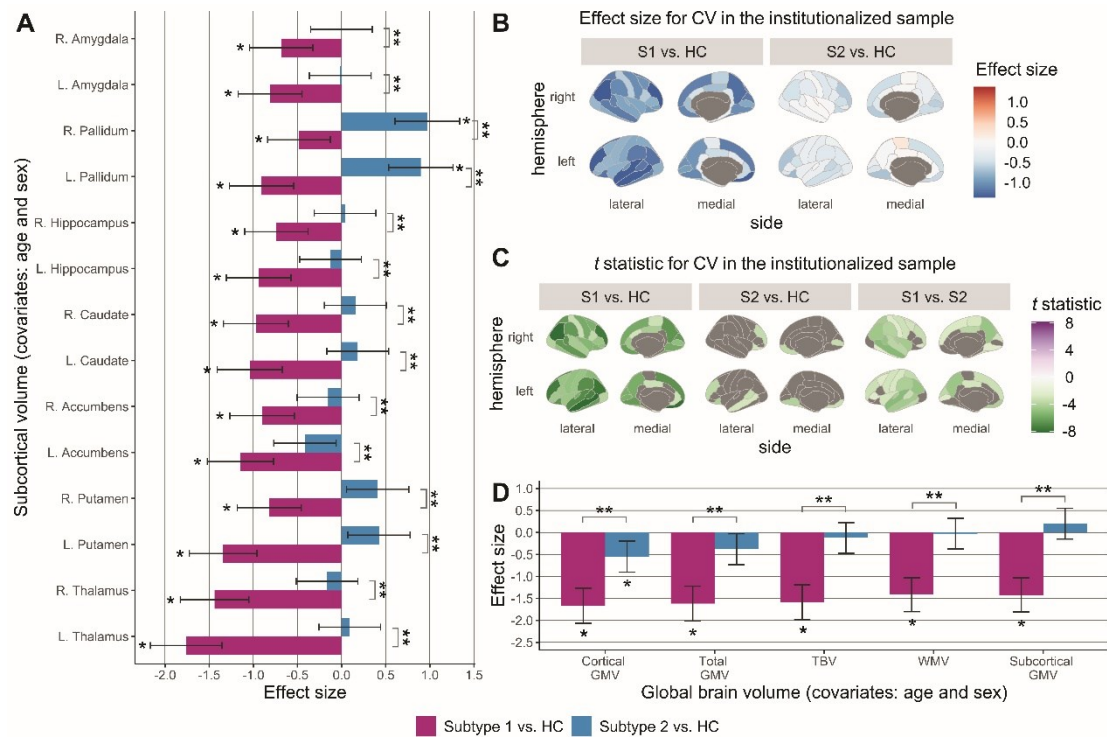 A
Subcortical volume (covariates: age and sex)
R. Amygdala
L. Amygdala
R. Pallidum
L. Pallidum
R. Hippocampus
L. Hippocampus
R. Caudate
L. Caudate
R. Accumbens
L. Accumbens
R. Putamen
L. Putamen
R. Thalamus
L. Thalamus
* ** * ** * * ** * * ** * ** * ** * ** * ** * ** * ** * ** * ** * ** * ** * **
-2.0 -1.5 -1.0 -0.5 0.0 0.5 1.0 1.5
Effect size
B
Effect size for CV in the institutionalized sample
S1 vs. HC S2 vs. HC
hemisphere
right
left
lateral medial lateral medial
side
Effect size
1.0
0.5
0.0
-0.5
-1.0
C
t statistic for CV in the institutionalized sample
S1 vs. HC S2 vs. HC S1 vs. S2
hemisphere
right
left
lateral medial lateral medial lateral medial
side
t statistic
8
4
0
-4
-8
D
Effect size
1.0
0.5
0.0
-0.5
-1.0
-1.5
-2.0
-2.5
** ** ** ** **
*
* * * * *
Cortical GMV
Total GMV
TBV
WMV
Subcortical GMV
Global brain volume (covariates: age and sex)
Subtype 1 vs. HC Subtype 2 vs. HC